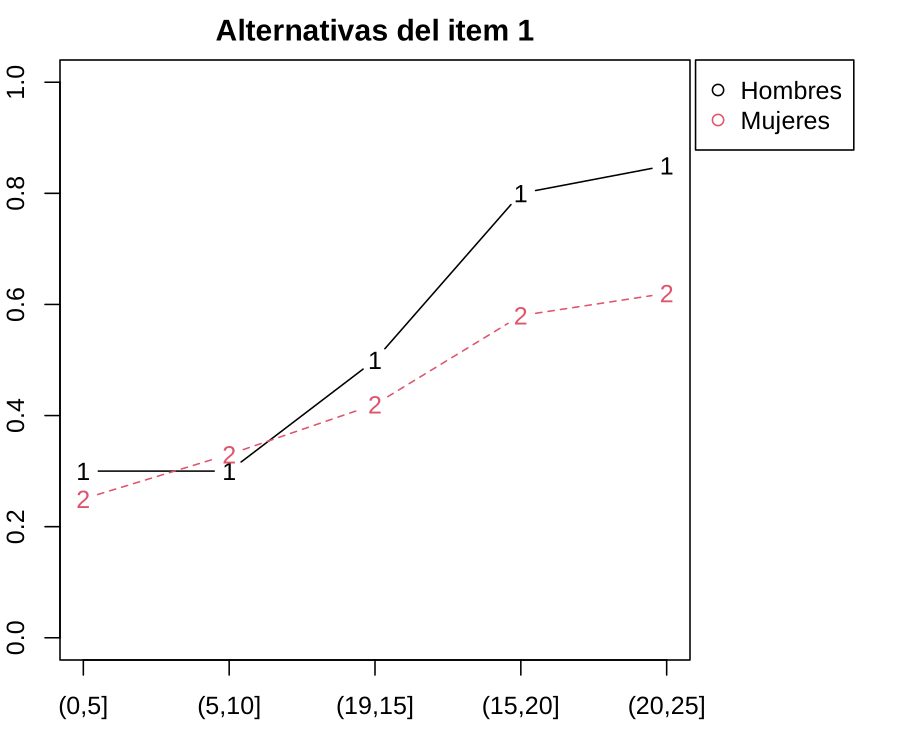 Alternativas del item 1
Hombres
Mujeres
1.0
0.8
0.6
0.4
0.2
0.0
1 1 1 1 1
2 2 2 2 2
(0,5] (5,10] (19,15] (15,20] (20,25]